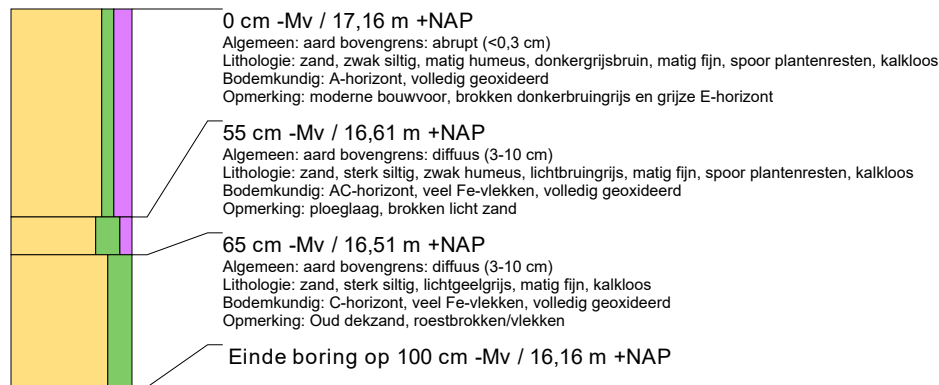 0 cm -Mv / 17,16 m +NAP
Algemeen: aard bovengrens: abrupt (<0,3 cm)
Lithologie: zand, zwak siltig, matig humeus, donkergrijsbruin, matig fijn, spoor plantenresten, kalkloos
Bodemkundig: A-horizont, volledig geoxideerd
Opmerking: moderne bouwvoor, brokken donkerbruingrijs en grijze E-horizont
55 cm -Mv / 16,61 m +NAP
Algemeen: aard bovengrens: diffuus (3-10 cm)
Lithologie: zand, sterk siltig, zwak humeus, lichtbruingrijs, matig fijn, spoor plantenresten, kalkloos
Bodemkundig: AC-horizont, veel Fe-vlekken, volledig geoxideerd
Opmerking: ploeglaag, brokken licht zand
65 cm -Mv / 16,51 m +NAP
Algemeen: aard bovengrens: diffuus (3-10 cm)
Lithologie: zand, sterk siltig, lichtgeelgrijs, matig fijn, kalkloos
Bodemkundig: C-horizont, veel Fe-vlekken, volledig geoxideerd
Opmerking: Oud dekzand, roestbrokken/vlekken
Einde boring op 100 cm -Mv / 16,16 m +NAP